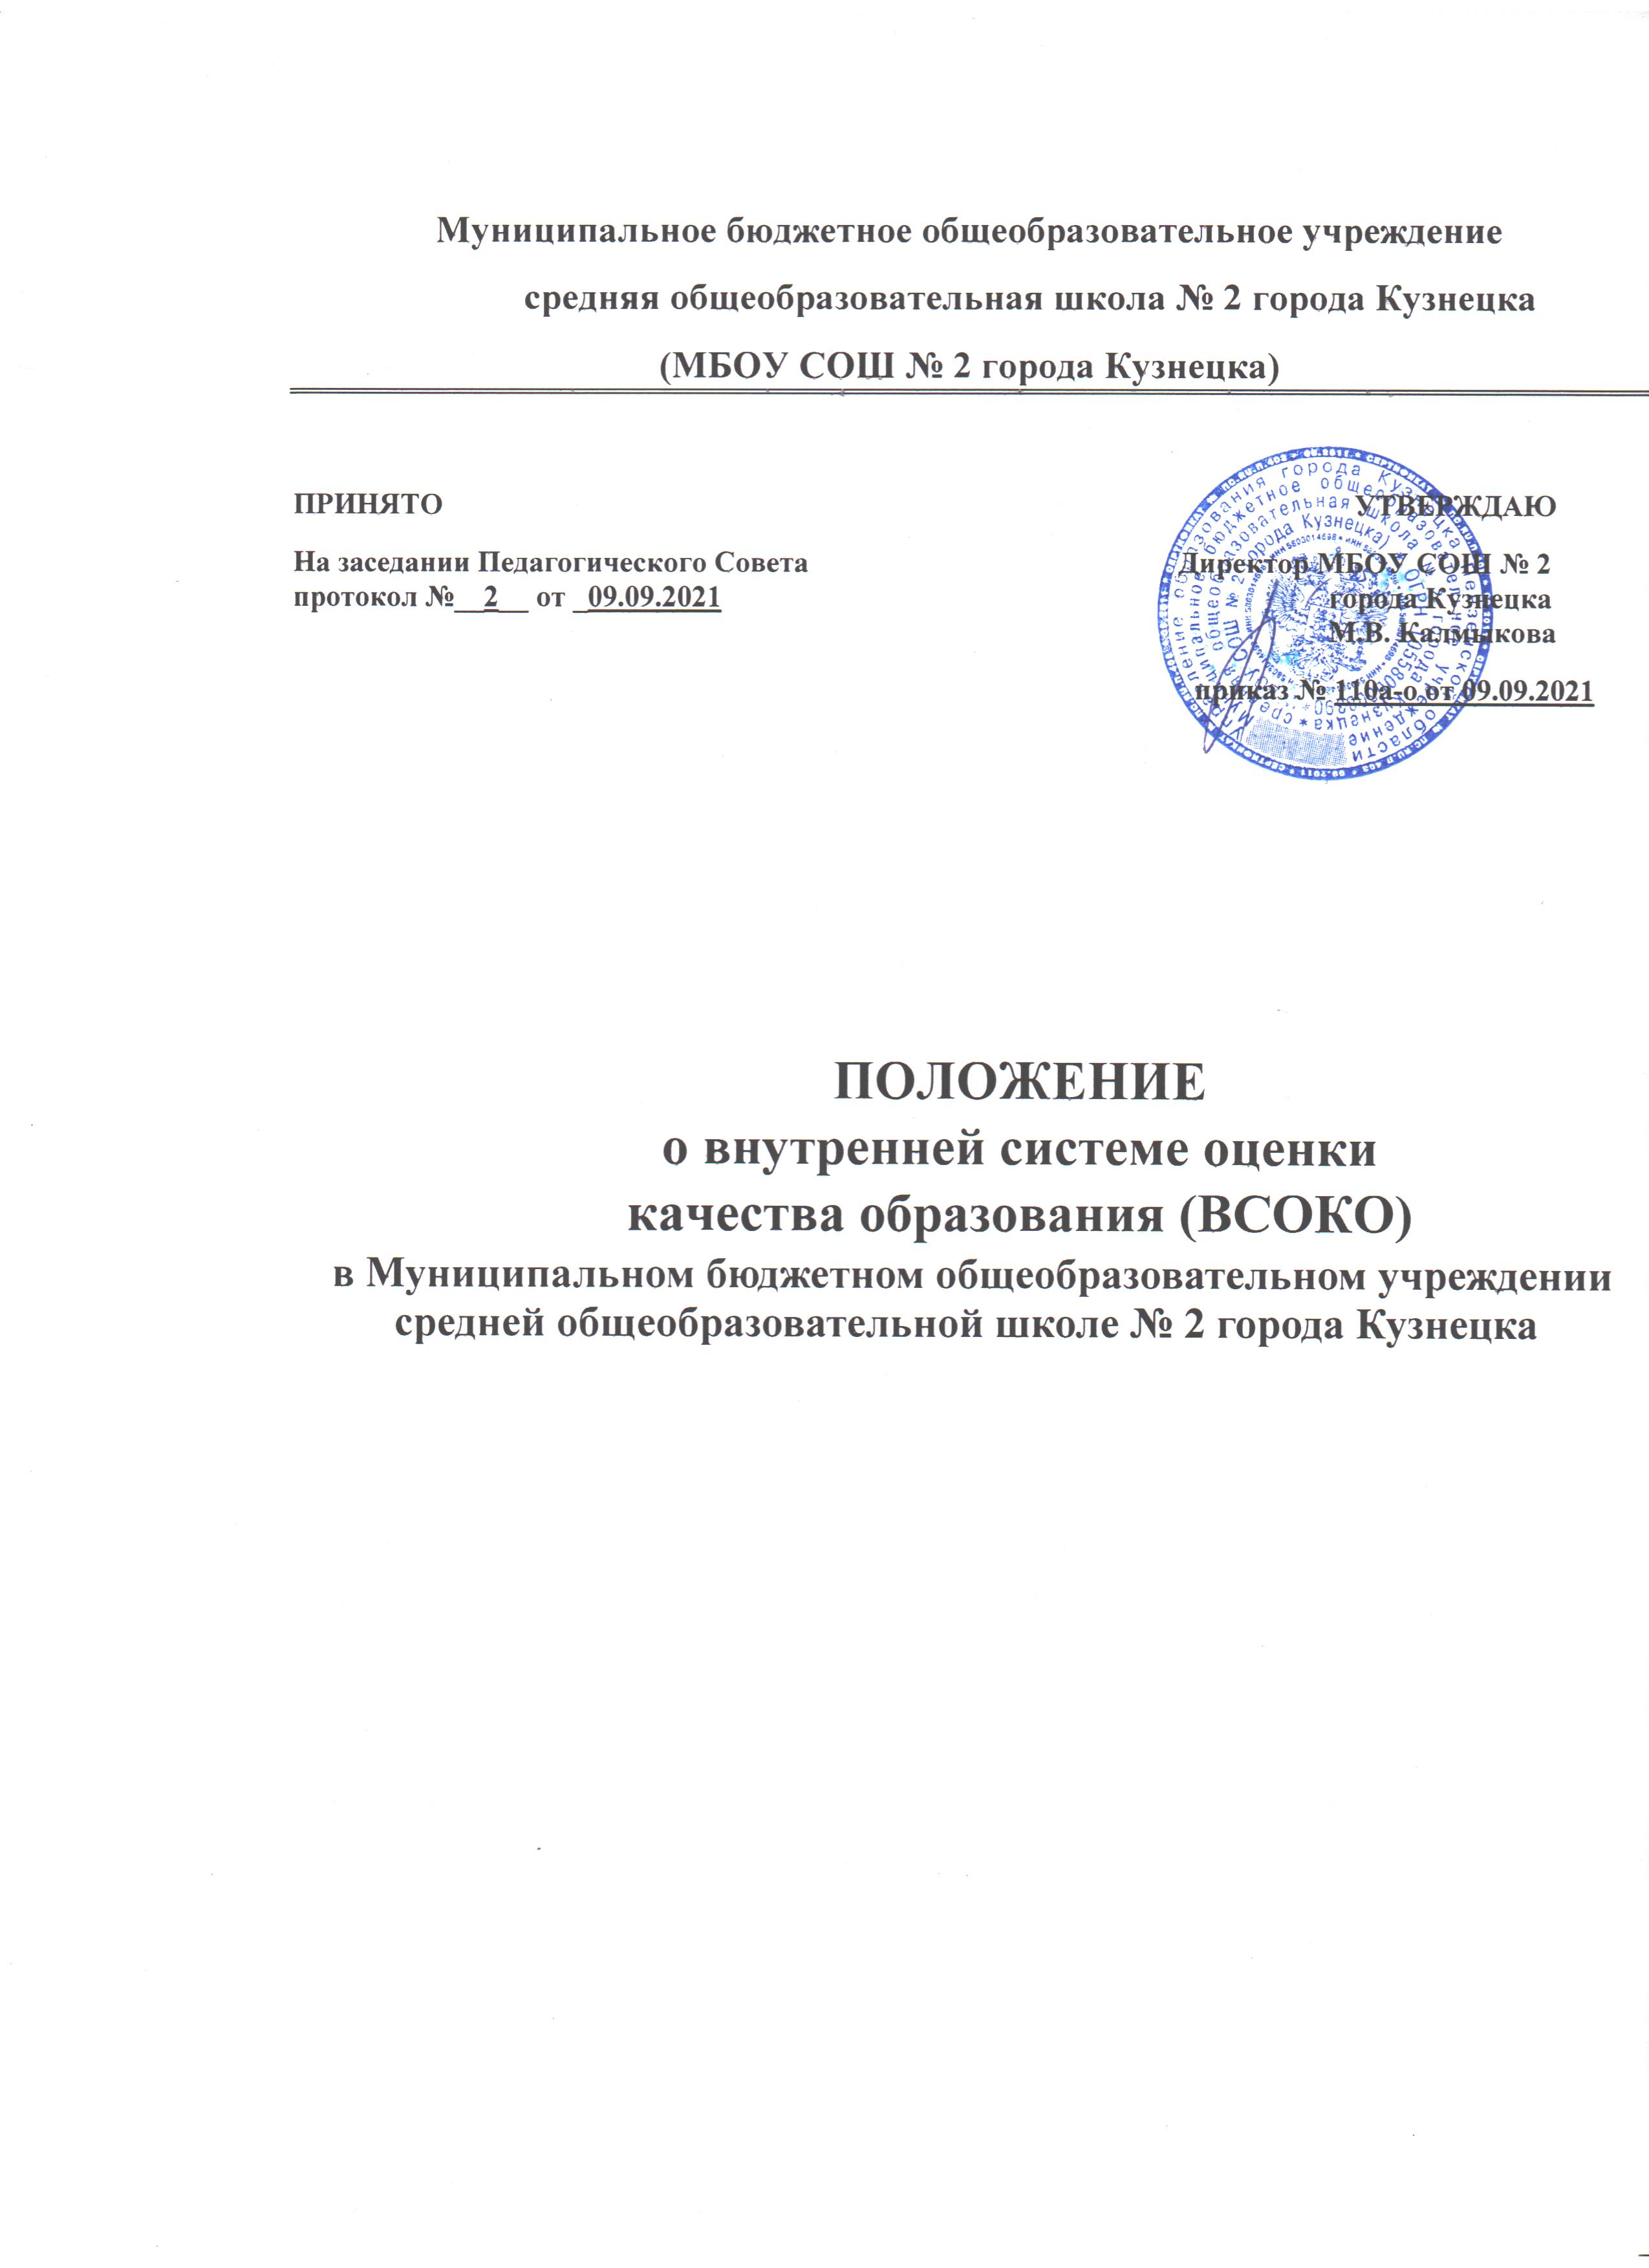 Муниципальное бюджетное общеобразовательное учреждение
средняя общеобразовательная школа № 2 города Кузнецка
(МБОУ СОШ № 2 города Кузнецка)
ПРИНЯТО
На заседании Педагогического Совета
протокол №__2__ от _09.09.2021
УТВЕРЖДАЮ
Директор МБОУ СОШ № 2
города Кузнецка
М.В. Калмыкова
приказ № 110а-о от 09.09.2021
ПОЛОЖЕНИЕ
о внутренней системе оценки
качества образования (ВСОКО)
в Муниципальном бюджетном общеобразовательном учреждении
средней общеобразовательной школе № 2 города Кузнецка